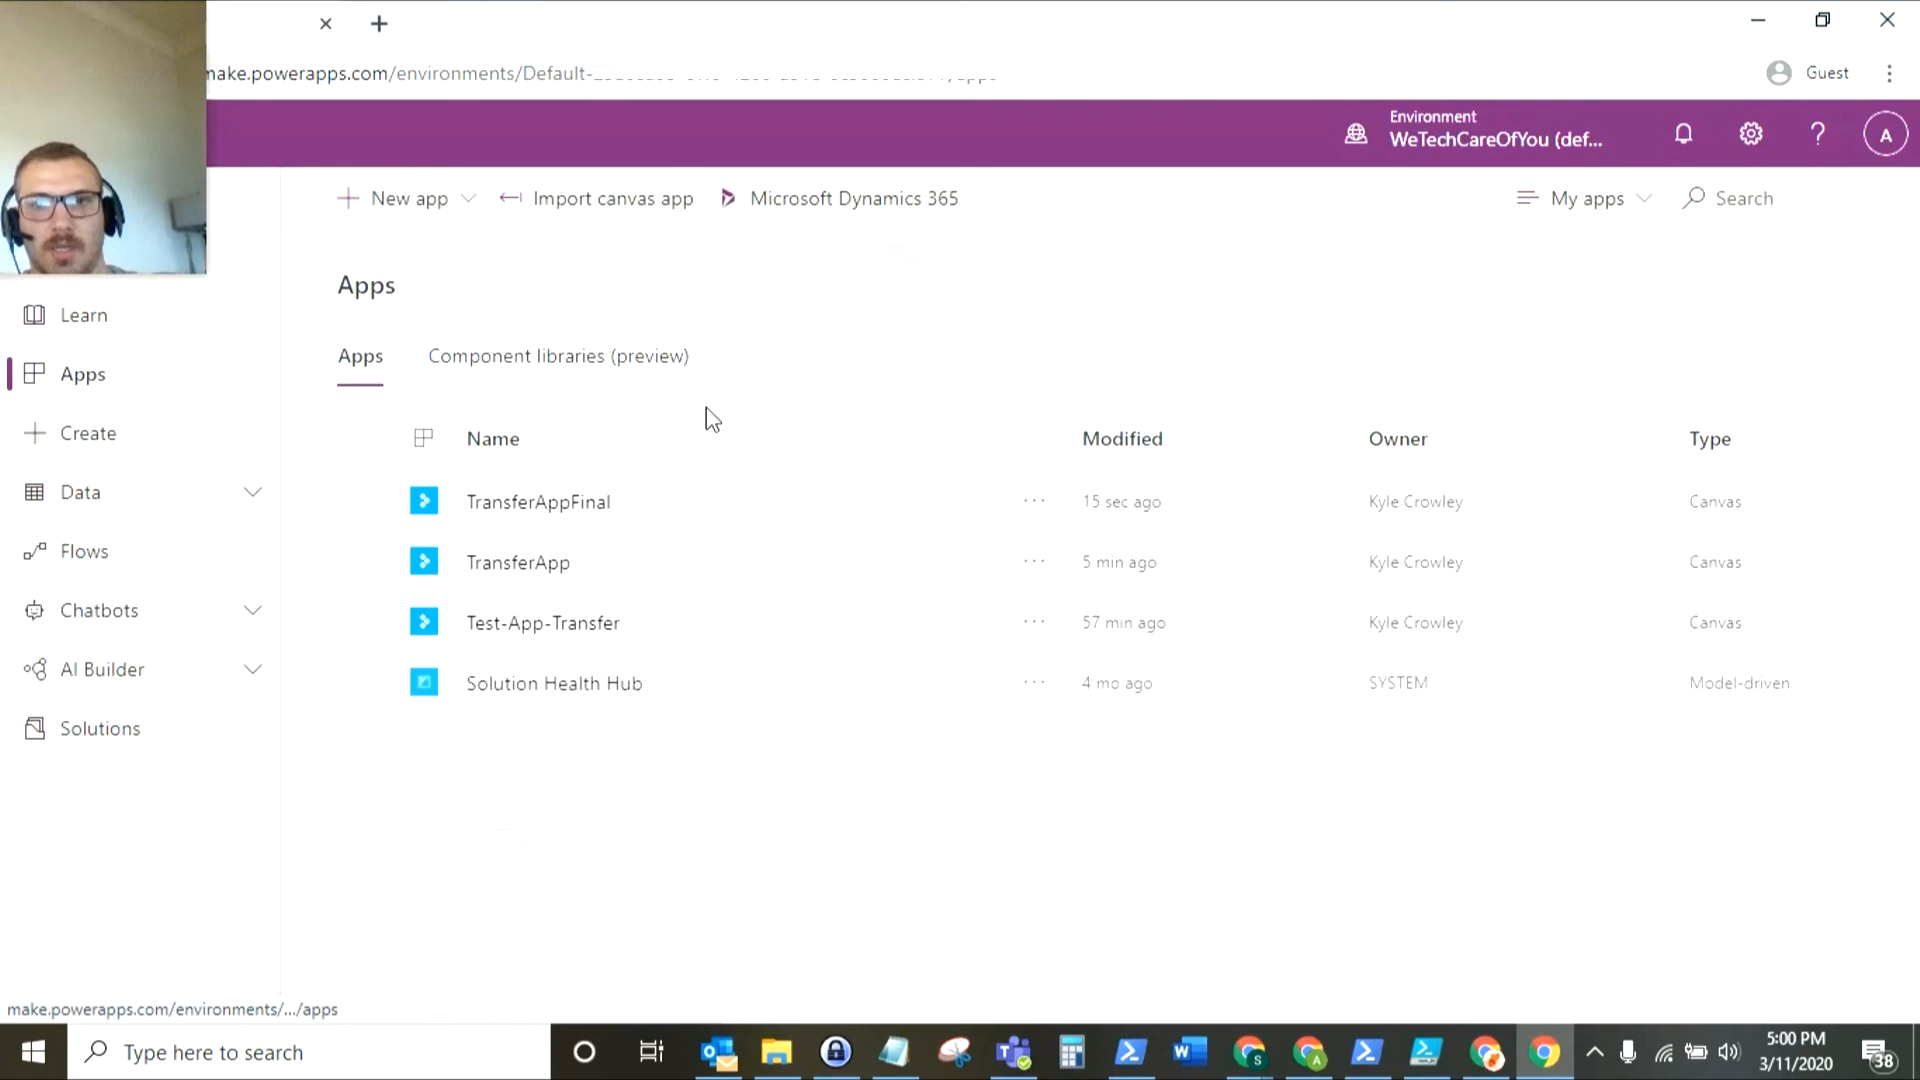 make.powerapps.com/environments/Default-
Guest
Environment
WeTechCareOfYou (def...
A
New app
Import canvas app
Microsoft Dynamics 365
My apps
Search
Apps
Learn
Apps
Create
Data
Flows
Chatbots
AI Builder
Solutions
Apps Component libraries (preview)
Name Modified Owner Type
TransferAppFinal ... 15 sec ago Kyle Crowley Canvas
TransferApp ... 5 min ago Kyle Crowley Canvas
Test-App-Transfer ... 57 min ago Kyle Crowley Canvas
Solution Health Hub ... 4 mo ago SYSTEM Model-driven
make.powerapps.com/environments/.../apps
Type here to search
S
A
5:00 PM
3/11/2020
38